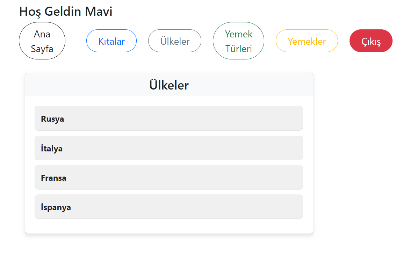 Hoş Geldin Mavi
Ana
Sayfa
Kıtalar
Ülkeler
Yemek
Türleri
Yemekler
Çıkış
Ülkeler
Rusya
İtalya
Fransa
İspanya